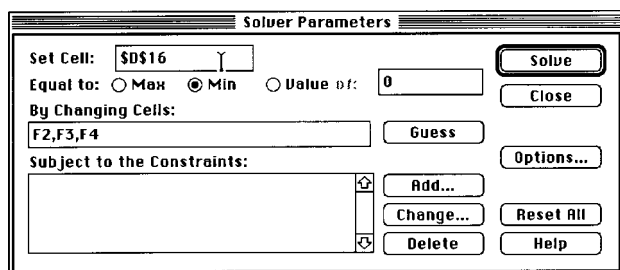 Solver Parameters
Set Cell: $D$16
Solve
Equal to: Max Min Value of: 0
Close
By Changing Cells:
F2,F3,F4
Guess
Subject to the Constraints:
Options...
Add...
Change...
Reset All
Delete
Help